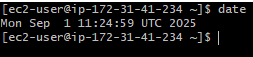 [ec2-user@ip-172-31-41-234 ~]$ date
Mon Sep  1 11:24:59 UTC 2025
[ec2-user@ip-172-31-41-234 ~]$